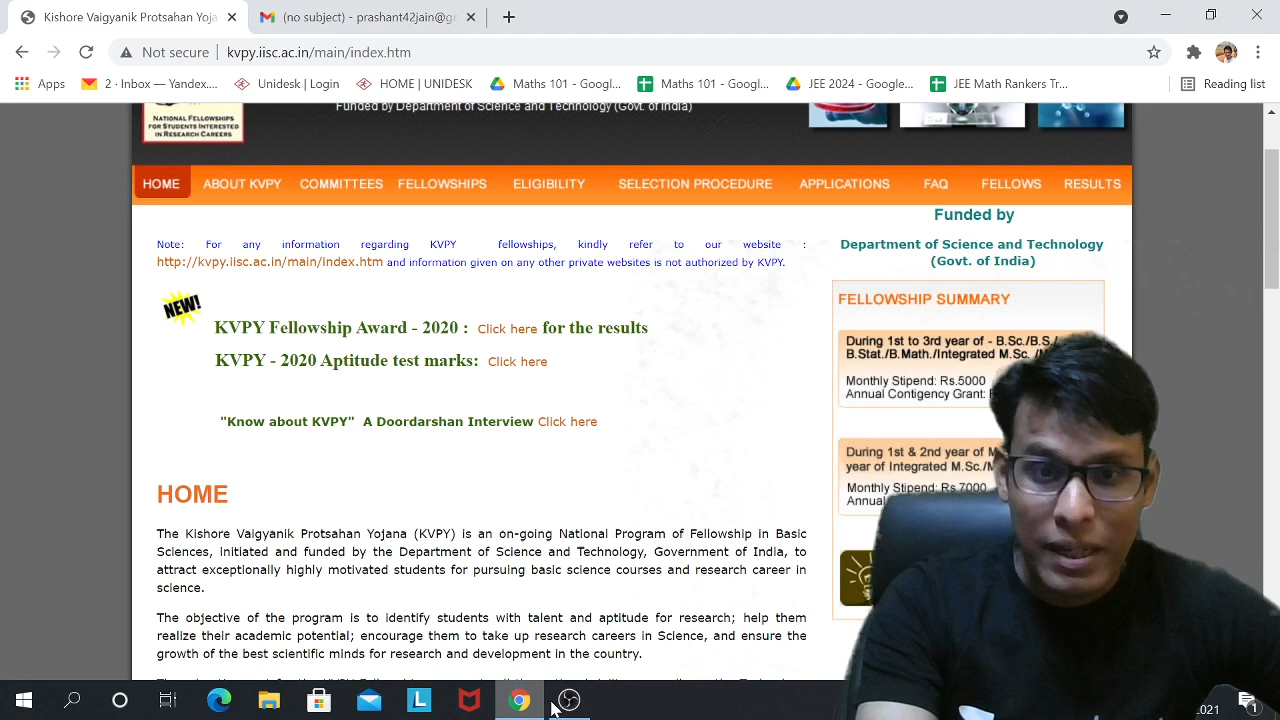 Kishore Vaigyanik Protsahan Yoja
(no subject) - prashant42jain@gm
Not secure
kvpy.iisc.ac.in/main/index.htm
Apps
2 · Inbox — Yandex....
Unidesk | Login
HOME | UNIDESK
Maths 101 - Googl...
Maths 101 - Googl...
JEE 2024 - Google...
JEE Math Rankers Tr...
Reading list
Funded by Department of Science and Technology (Govt. of India)
NATIONAL FELLOWSHIPS
FOR STUDENTS INTERESTED
IN RESEARCH CAREERS
HOME
ABOUT KVPY
COMMITTEES
FELLOWSHIPS
ELIGIBILITY
SELECTION PROCEDURE
APPLICATIONS
FAQ
FELLOWS
RESULTS
Note: For any information regarding KVPY fellowships, kindly refer to our website :
http://kvpy.iisc.ac.in/main/index.htm and information given on any other private websites is not authorized by KVPY.
NEW!
KVPY Fellowship Award - 2020 : Click here for the results
KVPY - 2020 Aptitude test marks: Click here
"Know about KVPY" A Doordarshan Interview Click here
HOME
The Kishore Vaigyanik Protsahan Yojana (KVPY) is an on-going National Program of Fellowship in Basic
Sciences, initiated and funded by the Department of Science and Technology, Government of India, to
attract exceptionally highly motivated students for pursuing basic science courses and research career in
science.
The objective of the program is to identify students with talent and aptitude for research; help them
realize their academic potential; encourage them to take up research careers in Science, and ensure the
growth of the best scientific minds for research and development in the country.
Funded by
Department of Science and Technology
(Govt. of India)
FELLOWSHIP SUMMARY
During 1st to 3rd year of - B.Sc./B.S./
B.Stat./B.Math./Integrated M.Sc. /M
Monthly Stipend: Rs.5000
Annual Contigency Grant:
During 1st & 2nd year of M
year of Integrated M.Sc./M
Monthly Stipend: Rs.7000
Annual
2021
1